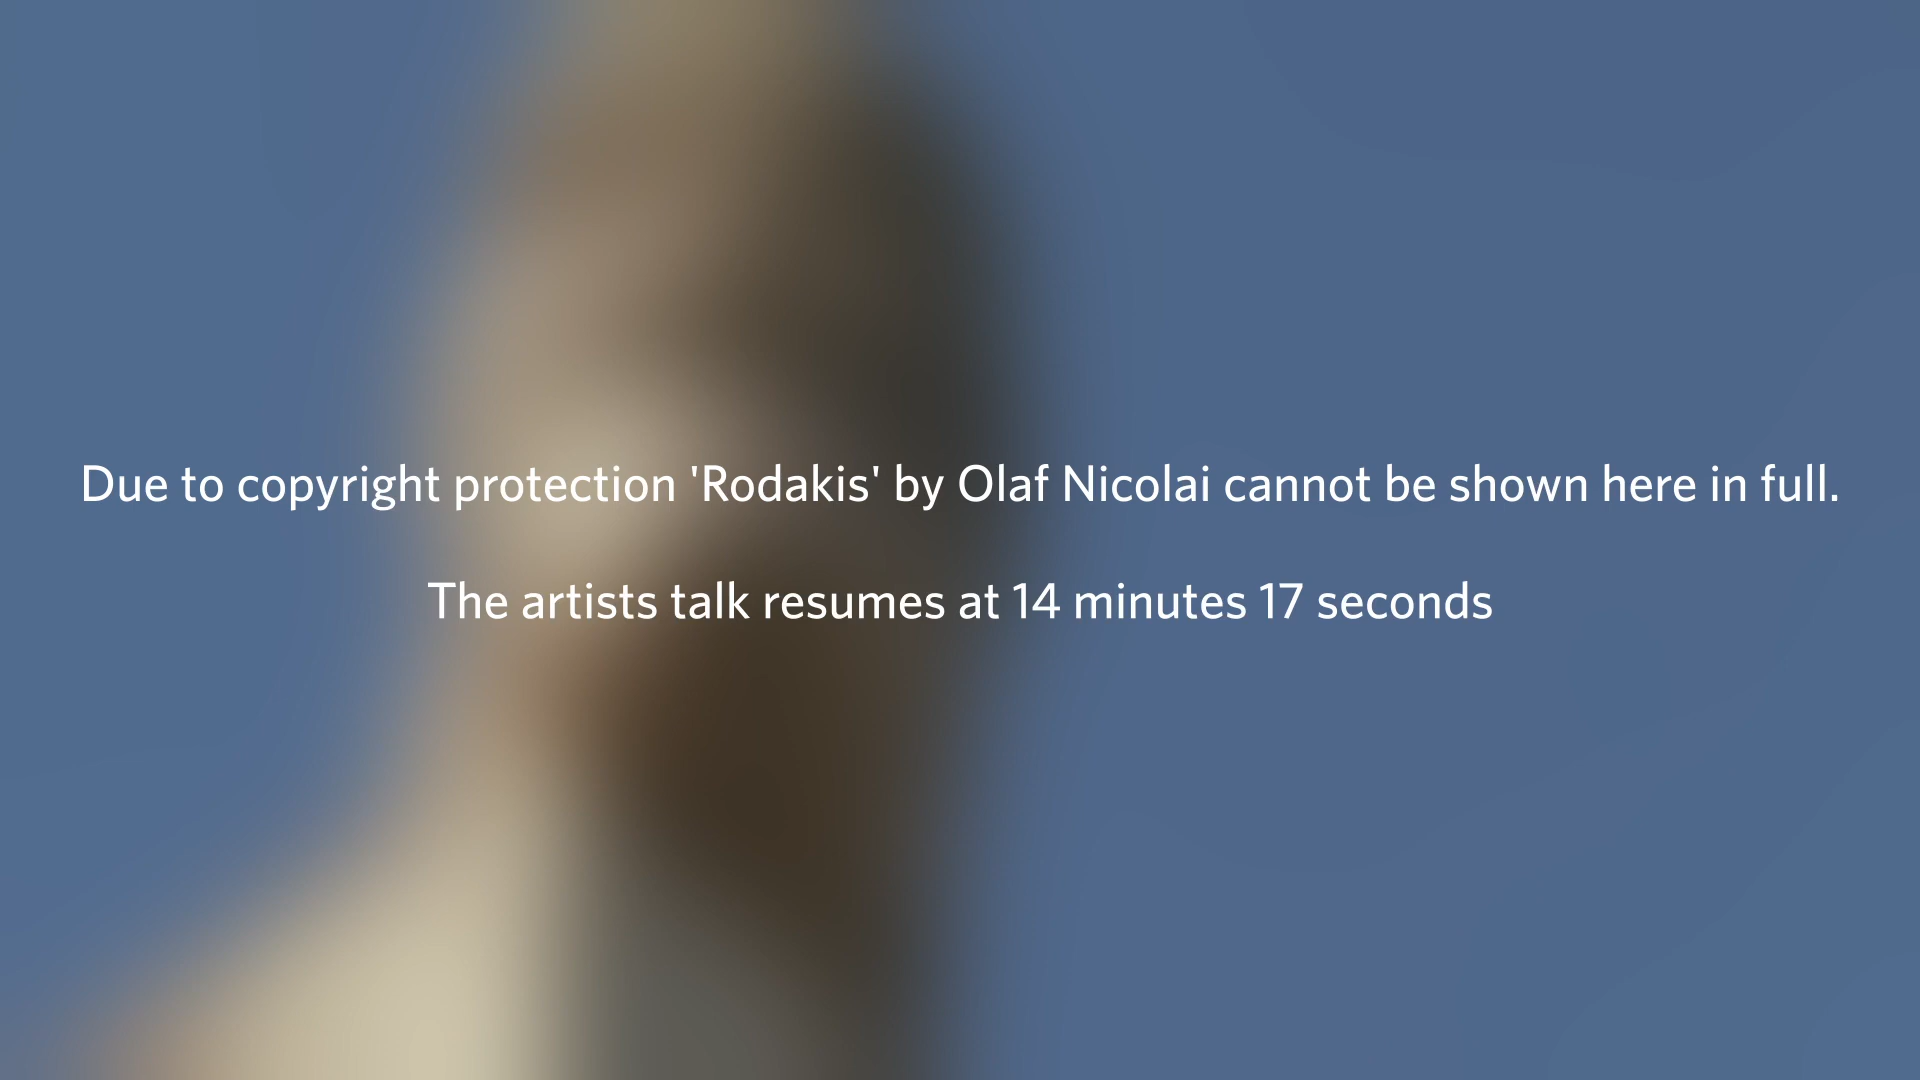 Due to copyright protection 'Rodakis' by Olaf Nicolai cannot be shown here in full.
The artists talk resumes at 14 minutes 17 seconds